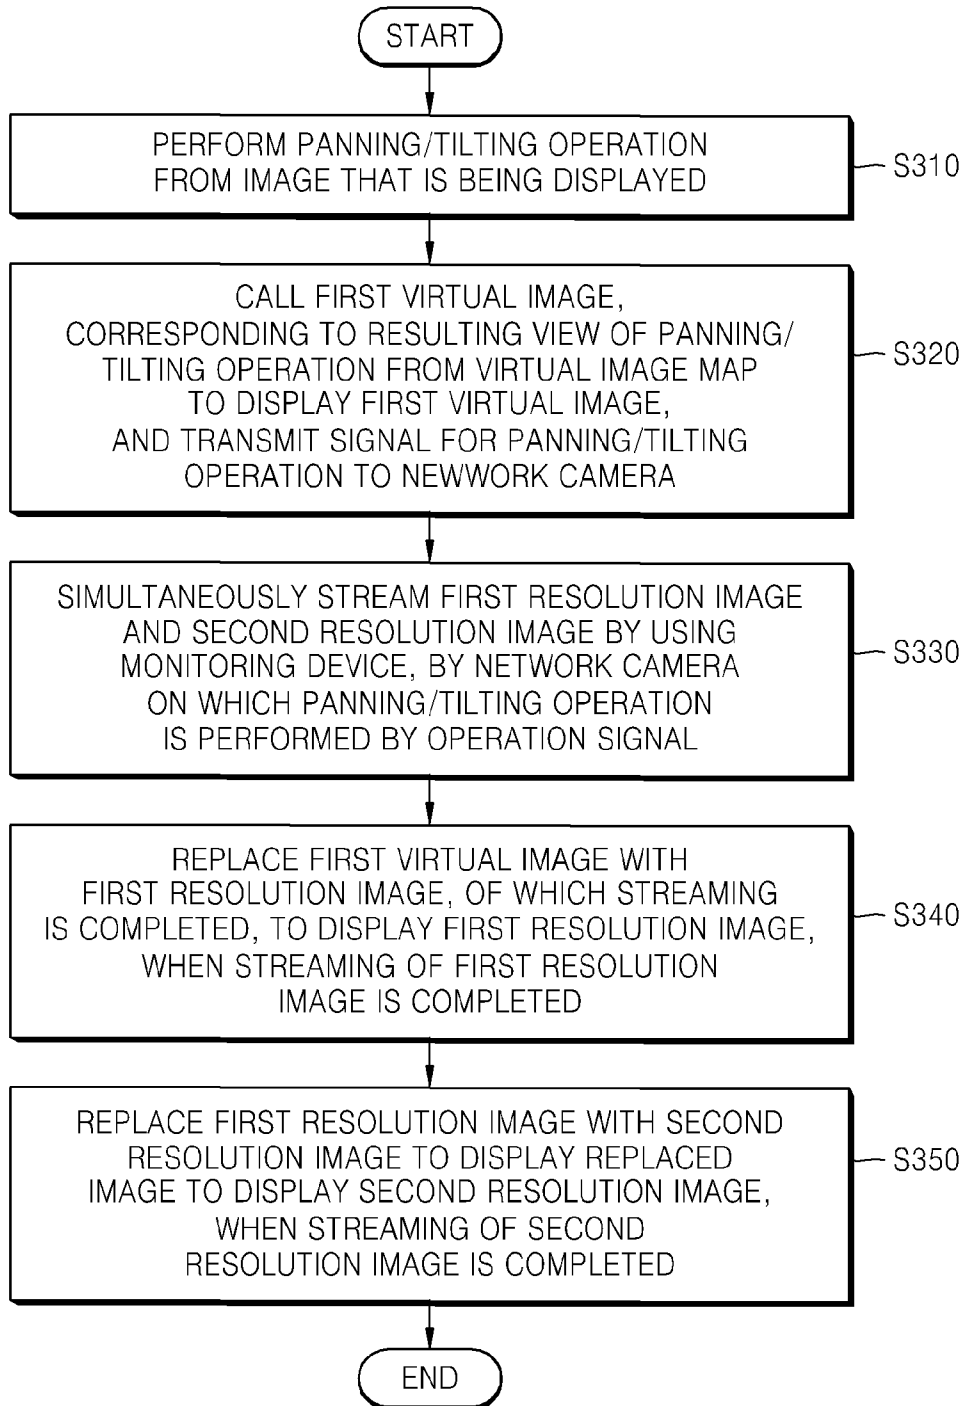 START
PERFORM PANNING/TILTING OPERATION
FROM IMAGE THAT IS BEING DISPLAYED
S310
CALL FIRST VIRTUAL IMAGE,
CORRESPONDING TO RESULTING VIEW OF PANNING/
TILTING OPERATION FROM VIRTUAL IMAGE MAP
TO DISPLAY FIRST VIRTUAL IMAGE,
AND TRANSMIT SIGNAL FOR PANNING/TILTING
OPERATION TO NEWWORK CAMERA
S320
SIMULTANEOUSLY STREAM FIRST RESOLUTION IMAGE
AND SECOND RESOLUTION IMAGE BY USING
MONITORING DEVICE, BY NETWORK CAMERA
ON WHICH PANNING/TILTING OPERATION
IS PERFORMED BY OPERATION SIGNAL
S330
REPLACE FIRST VIRTUAL IMAGE WITH
FIRST RESOLUTION IMAGE, OF WHICH STREAMING
IS COMPLETED, TO DISPLAY FIRST RESOLUTION IMAGE,
WHEN STREAMING OF FIRST RESOLUTION
IMAGE IS COMPLETED
S340
REPLACE FIRST RESOLUTION IMAGE WITH SECOND
RESOLUTION IMAGE TO DISPLAY REPLACED
IMAGE TO DISPLAY SECOND RESOLUTION IMAGE,
WHEN STREAMING OF SECOND
RESOLUTION IMAGE IS COMPLETED
S350
END